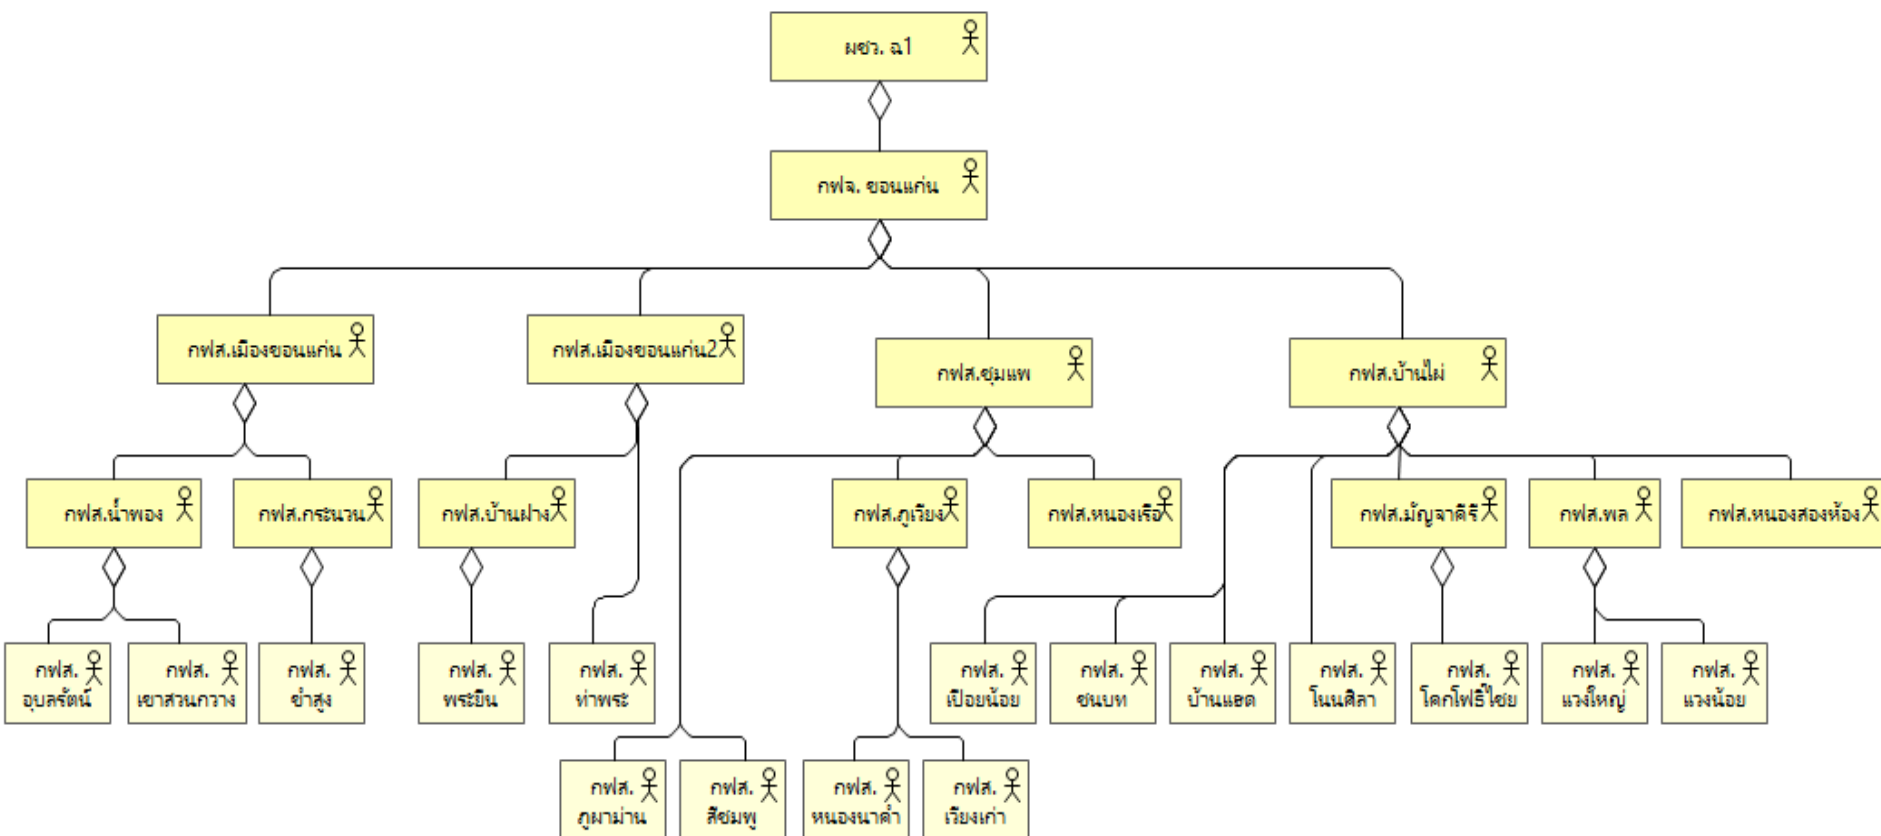 ผชว. ฉ1
กฟจ. ขอนแก่น
กฟส.เมืองขอนแก่น
กฟส.เมืองขอนแก่น2
กฟส.ชุมแพ
กฟส.บ้านไผ่
กฟส.น้ำพอง
กฟส.กระนวน
กฟส.บ้านฝาง
กฟส.ภูเวียง
กฟส.หนองเรือ
กฟส.มัญจาคีรี
กฟส.พล
กฟส.หนองสองห้อง
กฟส.
อุบลรัตน์
กฟส.
เขาสวนกวาง
กฟส.
ซำสูง
กฟส.
พระยืน
กฟส.
ท่าพระ
กฟส.
เปือยน้อย
กฟส.
ชนบท
กฟส.
บ้านแฮด
กฟส.
โนนศิลา
กฟส.
โคกโพธิ์ไชย
กฟส.
แวงใหญ่
กฟส.
แวงน้อย
กฟส.
ภูผาม่าน
กฟส.
สีชมพู
กฟส.
หนองนาคำ
กฟส.
เวียงเก่า